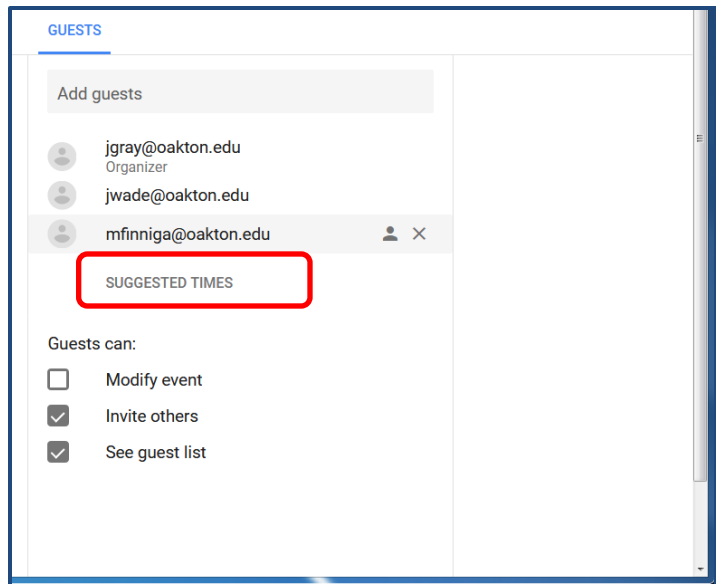 GUESTS
Add guests
jgray@oakton.edu
Organizer
jwade@oakton.edu
mfinniga@oakton.edu
SUGGESTED TIMES
Guests can:
Modify event
Invite others
See guest list